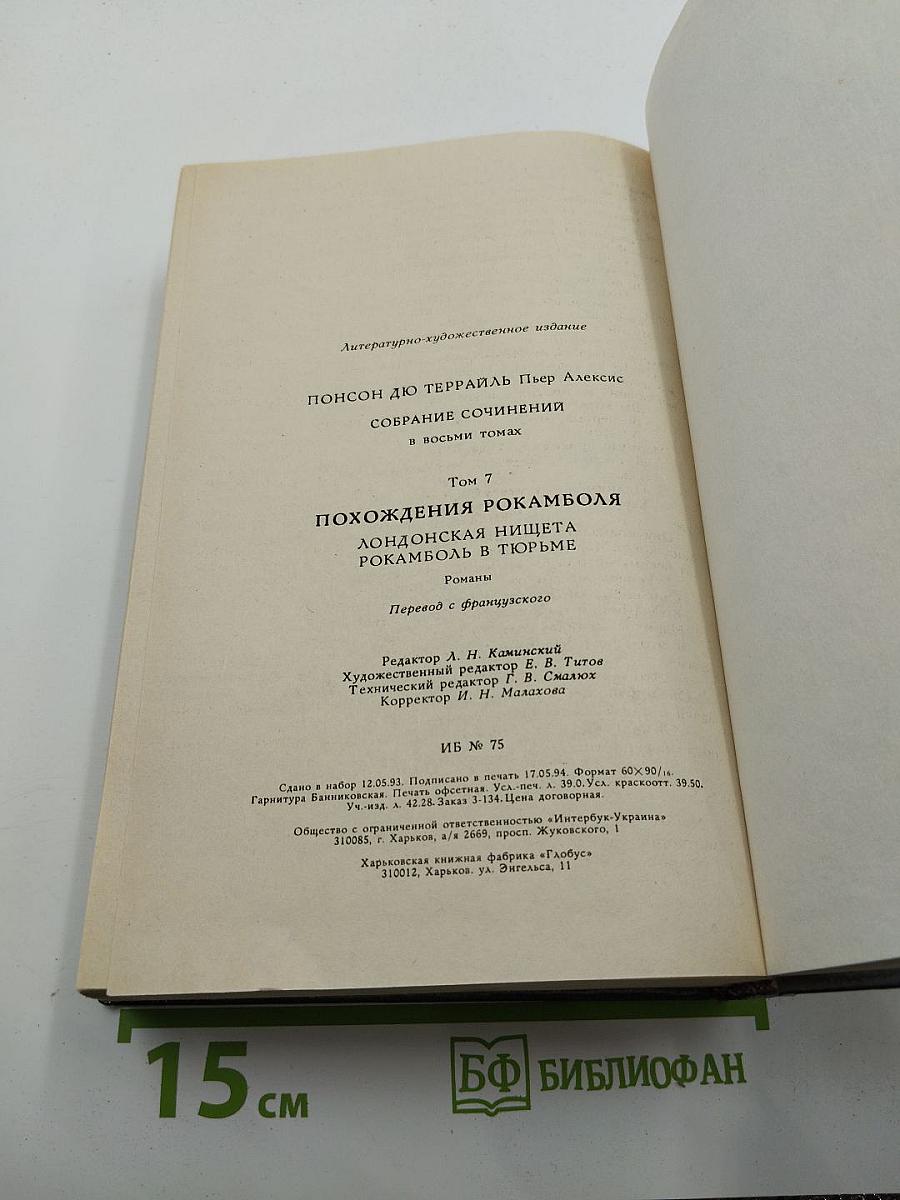 Литературно-художественное издание
ПОНСОН ДЮ ТЕРРАЙЛЬ Пьер Алексис
СОБРАНИЕ СОЧИНЕНИЙ
в восьми томах
Том 7
ПОХОЖДЕНИЯ РОКАМБОЛЯ
ЛОНДОНСКАЯ НИЩЕТА
РОКАМБОЛЬ В ТЮРЬМЕ
Романы
Перевод с французского
Редактор Л. Н. Каминский
Художественный редактор Е. В. Титов
Технический редактор Г. В. Смалюх
Корректор И. Н. Малахова
ИБ № 75
Сдано в набор 12.05.93. Подписано в печать 17.05.94. Формат 60×90/16.
Гарнитура Банниковская. Печать офсетная. Усл.-печ. л. 39.0. Усл. краскоотт. 39.50.
Уч.-изд. л. 42.28. Заказ 3-134. Цена договорная.
Общество с ограниченной ответственностью «Интербук-Украина»
310085, г. Харьков, а/я 2669, просп. Жуковского, 1
Харьковская книжная фабрика «Глобус»
310012, Харьков. ул. Энгельса, 11
15 см
БФ БИБЛИОФАН